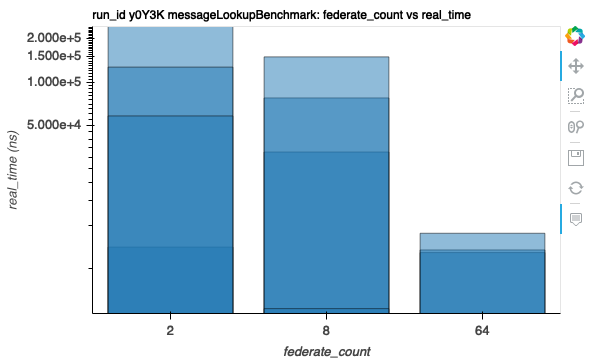 run_id y0Y3K messageLookupBenchmark: federate_count vs real_time
2.000e+5
1.500e+5
1.000e+5
5.000e+4
real_time (ns)
2
8
64
federate_count